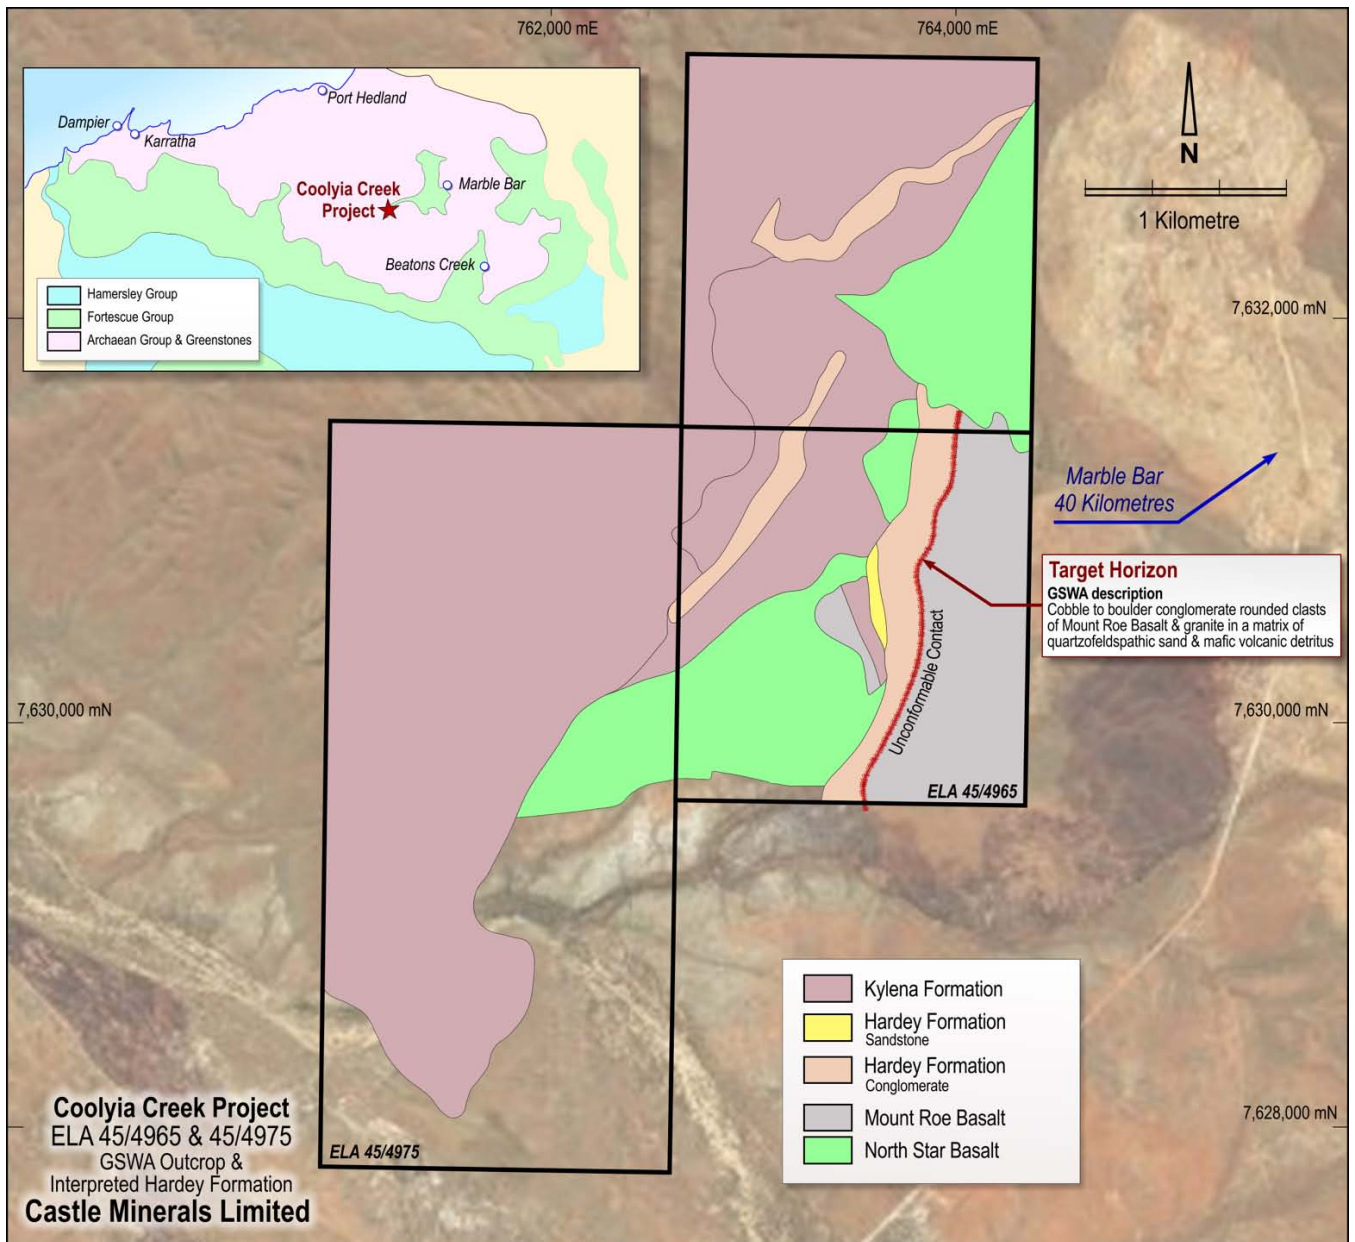 762,000 mE
764,000 mE
Port Hedland
Dampier
Karratha
Coolyia Creek
Project
Marble Bar
Beatons Creek
Hamersley Group
Fortescue Group
Archaean Group & Greenstones
N
1 Kilometre
7,632,000 mN
Marble Bar
40 Kilometres
Target Horizon
GSWA description
Cobble to boulder conglomerate rounded clasts
of Mount Roe Basalt & granite in a matrix of
quartzofeldspathic sand & mafic volcanic detritus
Unconformable Contact
7,630,000 mN
7,630,000 mN
ELA 45/4965
Kylena Formation
Hardey Formation
Sandstone
Hardey Formation
Conglomerate
Mount Roe Basalt
North Star Basalt
7,628,000 mN
ELA 45/4975
Coolyia Creek Project
ELA 45/4965 & 45/4975
GSWA Outcrop &
Interpreted Hardey Formation
Castle Minerals Limited